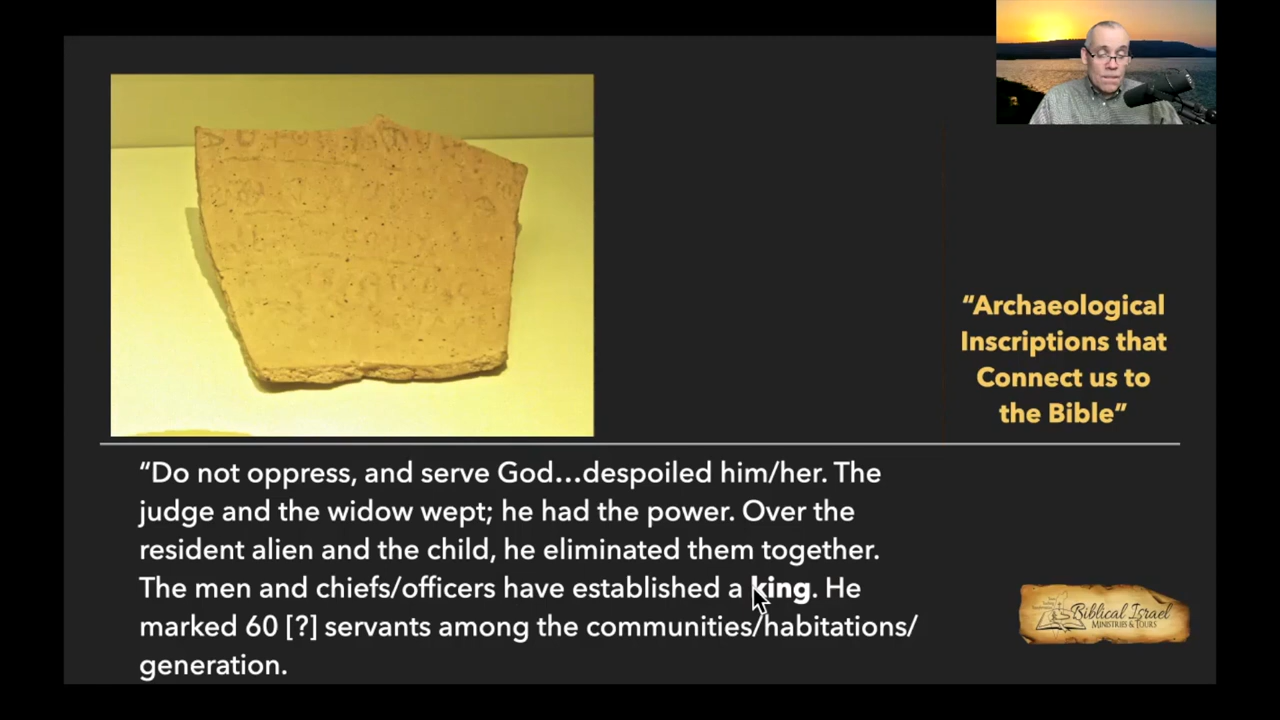 “Archaeological
Inscriptions that
Connect us to
the Bible”
“Do not oppress, and serve God...despoiled him/her. The
judge and the widow wept; he had the power. Over the
resident alien and the child, he eliminated them together.
The men and chiefs/officers have established a king. He
marked 60 [?] servants among the communities/habitations/
generation.
Biblical Israel
MINISTRIES & TOURS